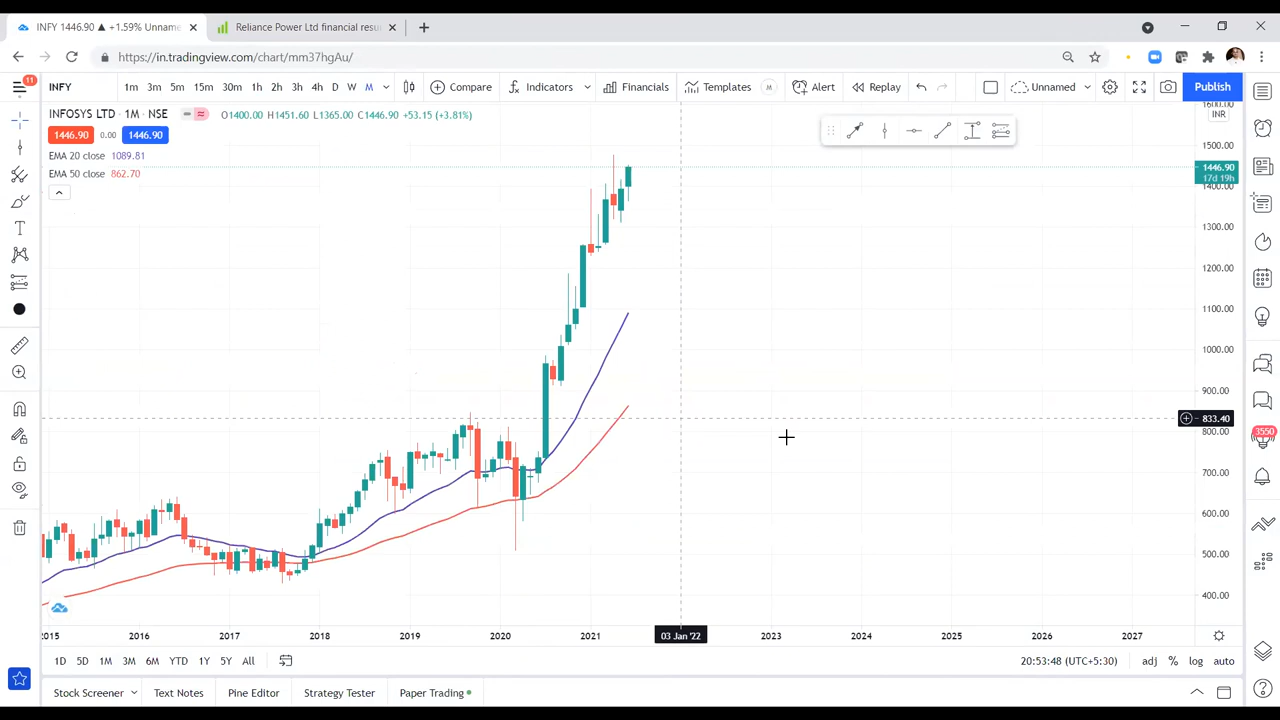 INFY 1446.90 ▲ +1.59% Unname
Reliance Power Ltd financial resu
in.tradingview.com/chart/mm37hgAu/
11
INFY
1m 3m 5m 15m 30m 1h 2h 3h 4h D W M
Compare
Indicators
Financials
Templates
M
Alert
Replay
Unnamed
Publish
INFOSYS LTD · 1M · NSE
O1400.00 H1451.60 L1365.00 C1446.90 +53.15 (+3.81%)
1446.90 0.00 1446.90
EMA 20 close 1089.81
EMA 50 close 862.70
1600.00
INR
1500.00
1446.90
17d 19h
1400.00
1300.00
1200.00
1100.00
1000.00
900.00
833.40
800.00
700.00
600.00
500.00
400.00
3550
2015 2016 2017 2018 2019 2020 2021 03 Jan '22 2023 2024 2025 2026 2027
1D 5D 1M 3M 6M YTD 1Y 5Y All
20:53:48 (UTC+5:30) adj % log auto
Stock Screener Text Notes Pine Editor Strategy Tester Paper Trading